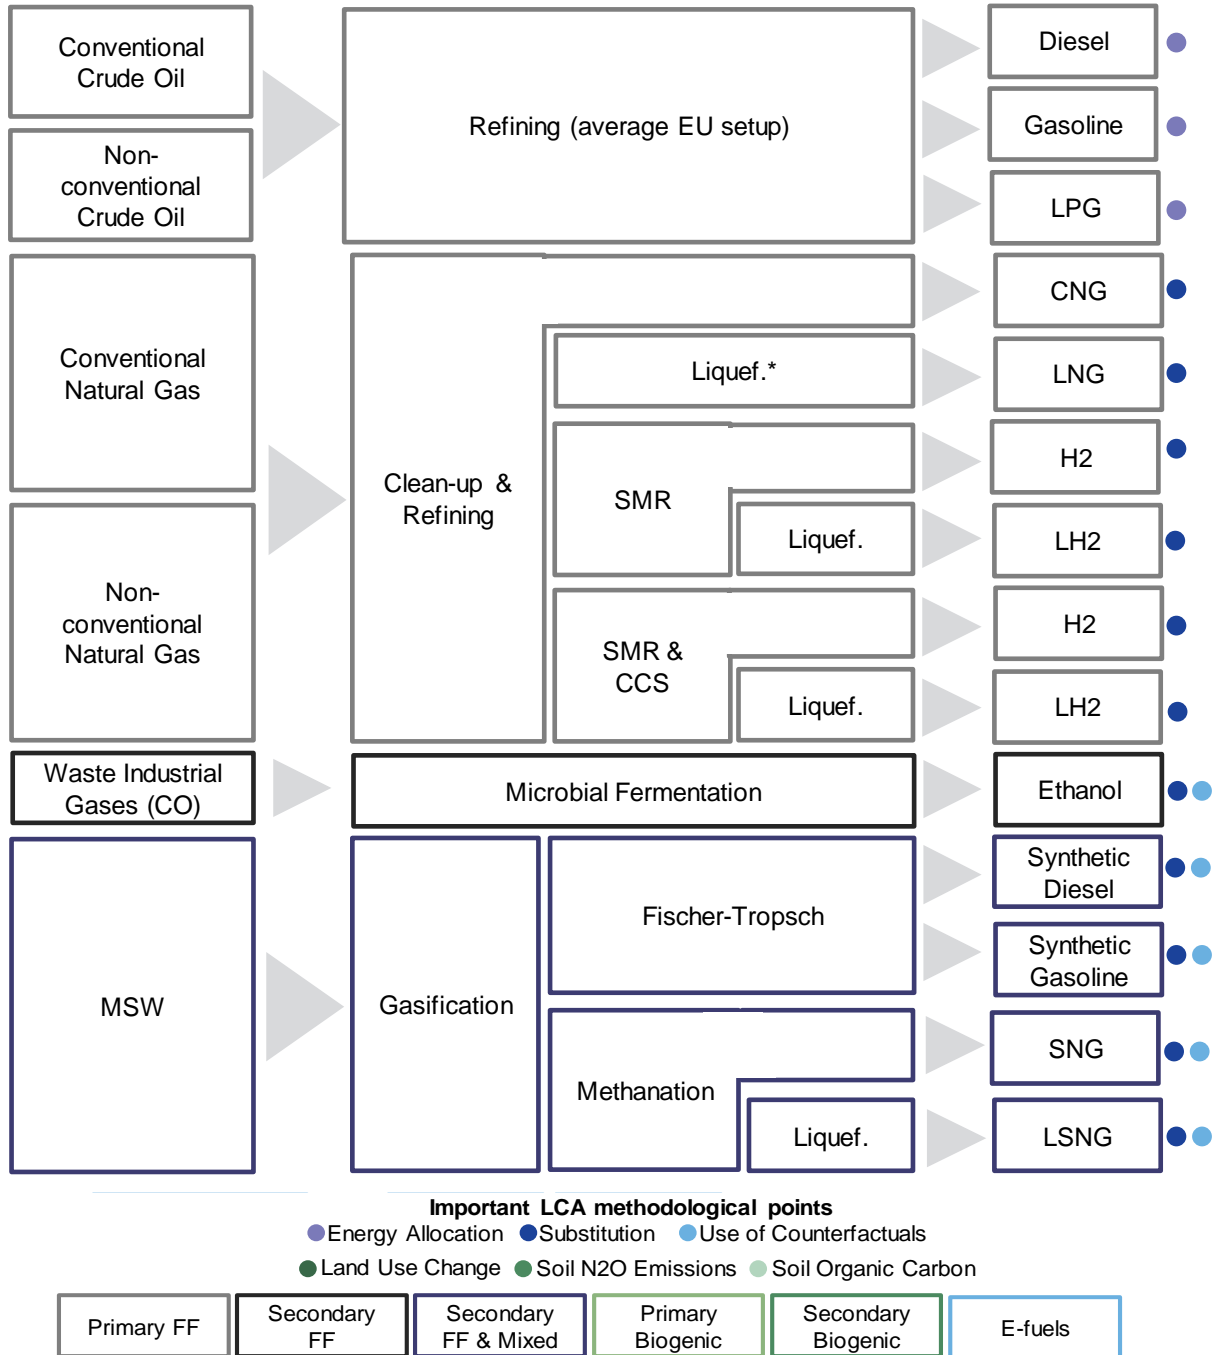 Conventional
Crude Oil
Non-
conventional
Crude Oil
Refining (average EU setup)
Diesel
Gasoline
LPG
Conventional
Natural Gas
Non-
conventional
Natural Gas
Clean-up &
Refining
Liquef.*
SMR
Liquef.
SMR &
CCS
Liquef.
CNG
LNG
H2
LH2
H2
LH2
Waste Industrial
Gases (CO)
Microbial Fermentation
Ethanol
MSW
Gasification
Fischer-Tropsch
Methanation
Liquef.
Synthetic
Diesel
Synthetic
Gasoline
SNG
LSNG
Important LCA methodological points
Energy Allocation Substitution Use of Counterfactuals
Land Use Change Soil N2O Emissions Soil Organic Carbon
Primary FF
Secondary
FF
Secondary
FF & Mixed
Primary
Biogenic
Secondary
Biogenic
E-fuels